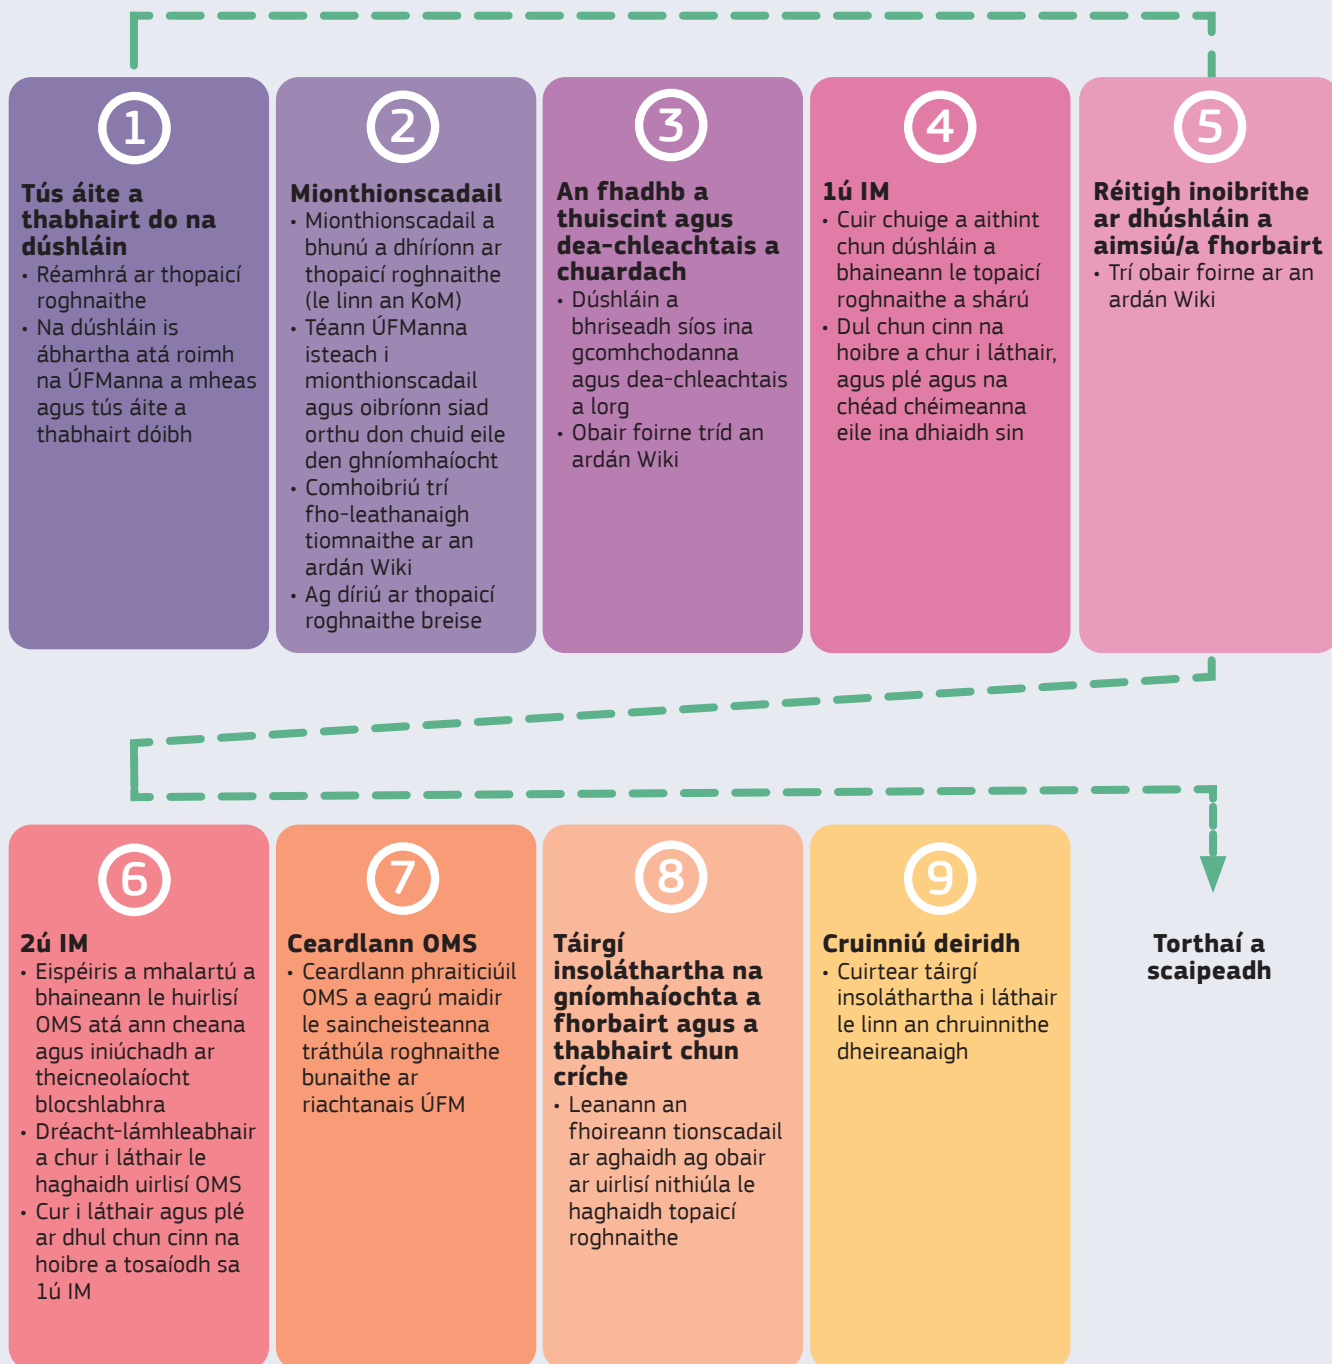 1
Tús áite a
thabhairt do na
dúshláin
• Réamhrá ar thopaicí
roghnaithe
• Na dúshláin is
ábhartha atá roimh
na ÚFManna a mheas
agus tús áite a
thabhairt dóibh
2
Mionthionscadail
• Mionthionscadail a
bhunú a dhíríonn ar
thopaicí roghnaithe
(le linn an KoM)
• Téann ÚFManna
isteach i
mionthionscadail
agus oibríonn siad
orthu don chuid eile
den ghníomhaíocht
• Comhoibriú trí
fho-leathanaigh
tiomnaithe ar an
ardán Wiki
• Ag díriú ar thopaicí
roghnaithe breise
3
An fhadhb a
thuiscint agus
dea-chleachtais a
chuardach
• Dúshláin a
bhriseadh síos ina
gcomhchodanna
agus dea-chleachtais
a lorg
• Obair foirne tríd an
ardán Wiki
4
1ú IM
• Cuir chuige a aithint
chun dúshláin a
bhaineann le topaicí
roghnaithe a shárú
• Dul chun cinn na
hoibre a chur i láthair,
agus plé agus na
chéad chéimeanna
eile ina dhiaidh sin
5
Réitigh inoibrithe
ar dhúshláin a
aimsiú/a fhorbairt
• Trí obair foirne ar an
ardán Wiki
6
2ú IM
• Eispéiris a mhalartú a
bhaineann le huirlisí
OMS atá ann cheana
agus iniúchadh ar
theicneolaíocht
blocshlabhra
• Dréacht-lámhleabhair
a chur i láthair le
haghaidh uirlisí OMS
• Cur i láthair agus plé
ar dhul chun cinn na
hoibre a tosaíodh sa
1ú IM
7
Ceardlann OMS
• Ceardlann phraiticiúil
OMS a eagrú maidir
le saincheisteanna
tráthúla roghnaithe
bunaithe ar
riachtanais ÚFM
8
Táirgí
insoláthartha na
gníomhaíochta a
fhorbairt agus a
thabhairt chun
críche
• Leanann an
fhoireann tionscadail
ar aghaidh ag obair
ar uirlisí nithiúla le
haghaidh topaicí
roghnaithe
9
Cruinniú deiridh
• Cuirtear táirgí
insoláthartha i láthair
le linn an chruinnithe
dheireanaigh
Torthaí a
scaipeadh